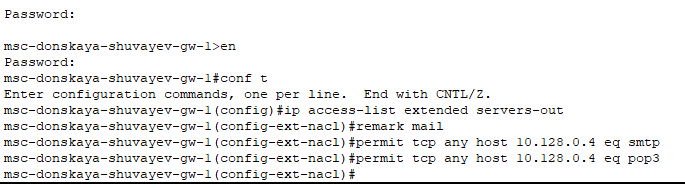 Password:
msc-donskaya-shuvayev-gw-1>en
Password:
msc-donskaya-shuvayev-gw-1#conf t
Enter configuration commands, one per line.  End with CNTL/Z.
msc-donskaya-shuvayev-gw-1(config)#ip access-list extended servers-out
msc-donskaya-shuvayev-gw-1(config-ext-nacl)#remark mail
msc-donskaya-shuvayev-gw-1(config-ext-nacl)#permit tcp any host 10.128.0.4 eq smtp
msc-donskaya-shuvayev-gw-1(config-ext-nacl)#permit tcp any host 10.128.0.4 eq pop3
msc-donskaya-shuvayev-gw-1(config-ext-nacl)#